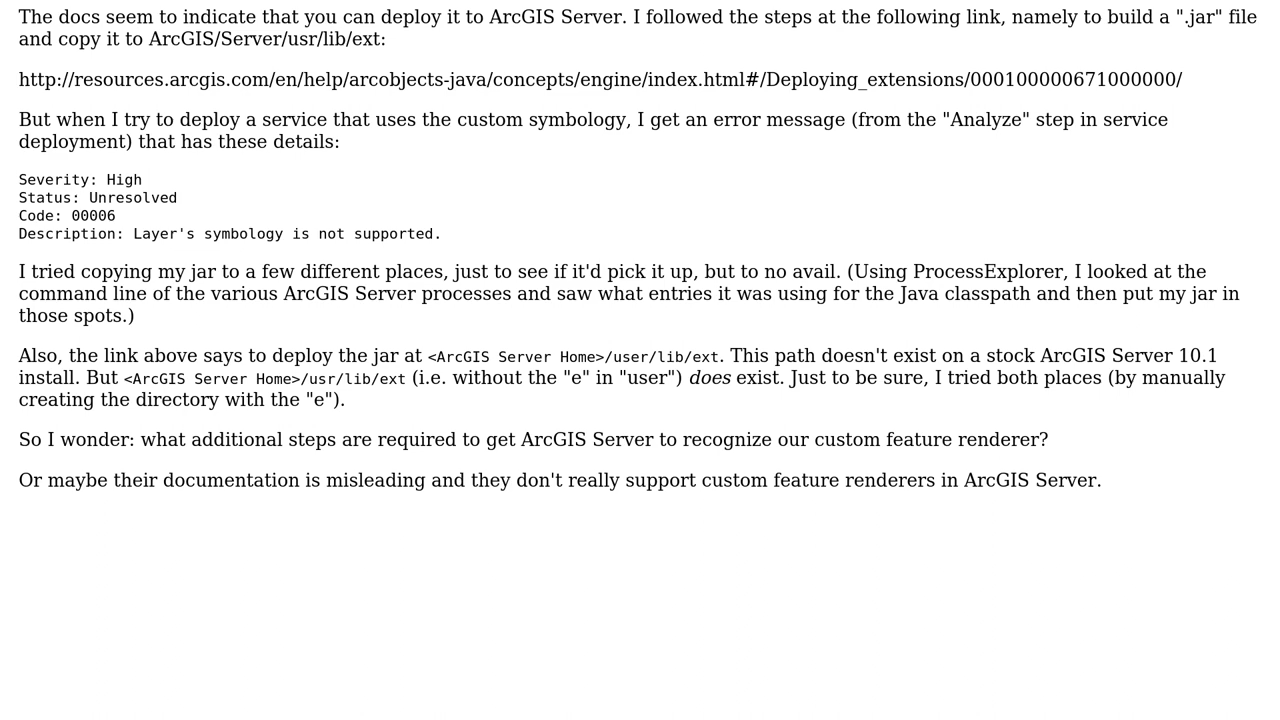 The docs seem to indicate that you can deploy it to ArcGIS Server. I followed the steps at the following link, namely to build a ".jar" file
and copy it to ArcGIS/Server/usr/lib/ext:
http://resources.arcgis.com/en/help/arcobjects-java/concepts/engine/index.html#/Deploying_extensions/000100000671000000/
But when I try to deploy a service that uses the custom symbology, I get an error message (from the "Analyze" step in service
deployment) that has these details:
Severity: High
Status: Unresolved
Code: 00006
Description: Layer's symbology is not supported.
I tried copying my jar to a few different places, just to see if it'd pick it up, but to no avail. (Using ProcessExplorer, I looked at the
command line of the various ArcGIS Server processes and saw what entries it was using for the Java classpath and then put my jar in
those spots.)
Also, the link above says to deploy the jar at <ArcGIS Server Home>/user/lib/ext. This path doesn't exist on a stock ArcGIS Server 10.1
install. But <ArcGIS Server Home>/usr/lib/ext (i.e. without the "e" in "user") does exist. Just to be sure, I tried both places (by manually
creating the directory with the "e").
So I wonder: what additional steps are required to get ArcGIS Server to recognize our custom feature renderer?
Or maybe their documentation is misleading and they don't really support custom feature renderers in ArcGIS Server.